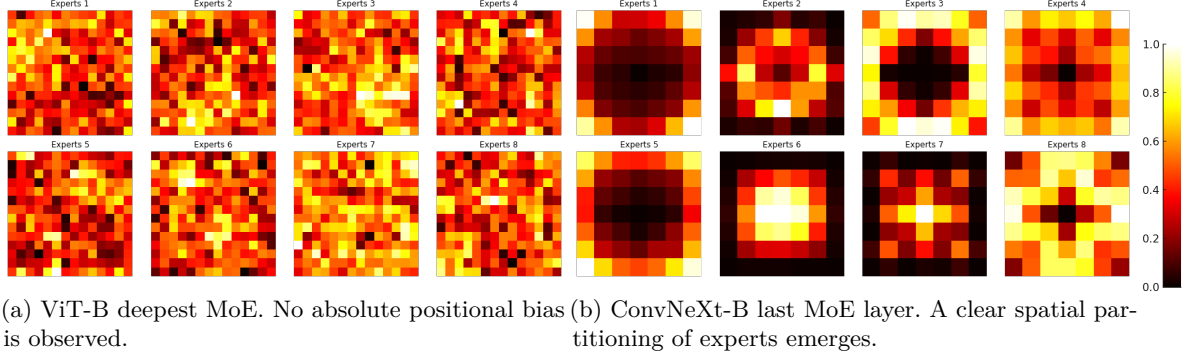 Experts 1 Experts 2 Experts 3 Experts 4 Experts 1 Experts 2 Experts 3 Experts 4
1.0
0.8
0.6
0.4
0.2
0.0
Experts 5 Experts 6 Experts 7 Experts 8 Experts 5 Experts 6 Experts 7 Experts 8
(a) ViT-B deepest MoE. No absolute positional bias
is observed.
(b) ConvNeXt-B last MoE layer. A clear spatial par-
titioning of experts emerges.